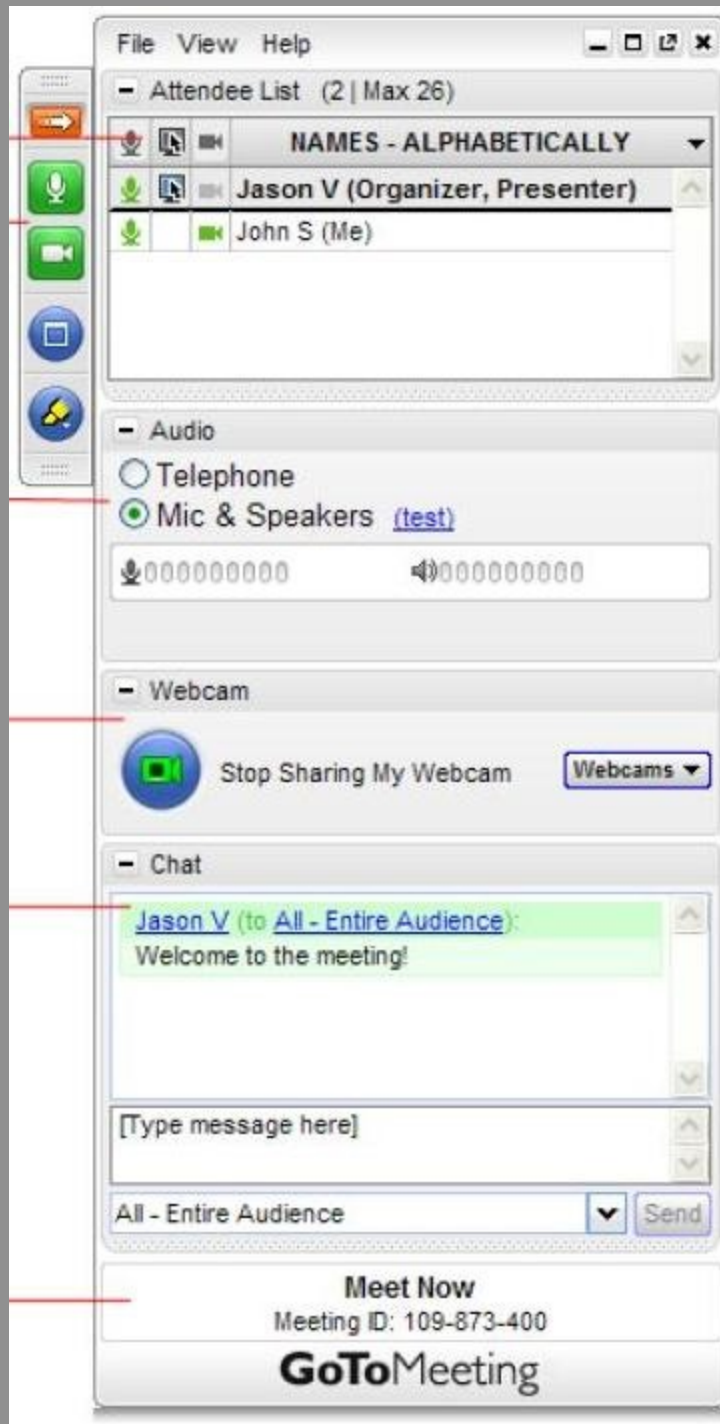 File View Help
Attendee List (2 | Max 26)
NAMES - ALPHABETICALLY
Jason V (Organizer, Presenter)
John S (Me)
Audio
Telephone
Mic & Speakers (test)
000000000 000000000
Webcam
Stop Sharing My Webcam Webcams
Chat
Jason V (to All - Entire Audience):
Welcome to the meeting!
[Type message here]
All - Entire Audience Send
Meet Now
Meeting ID: 109-873-400
GoToMeeting